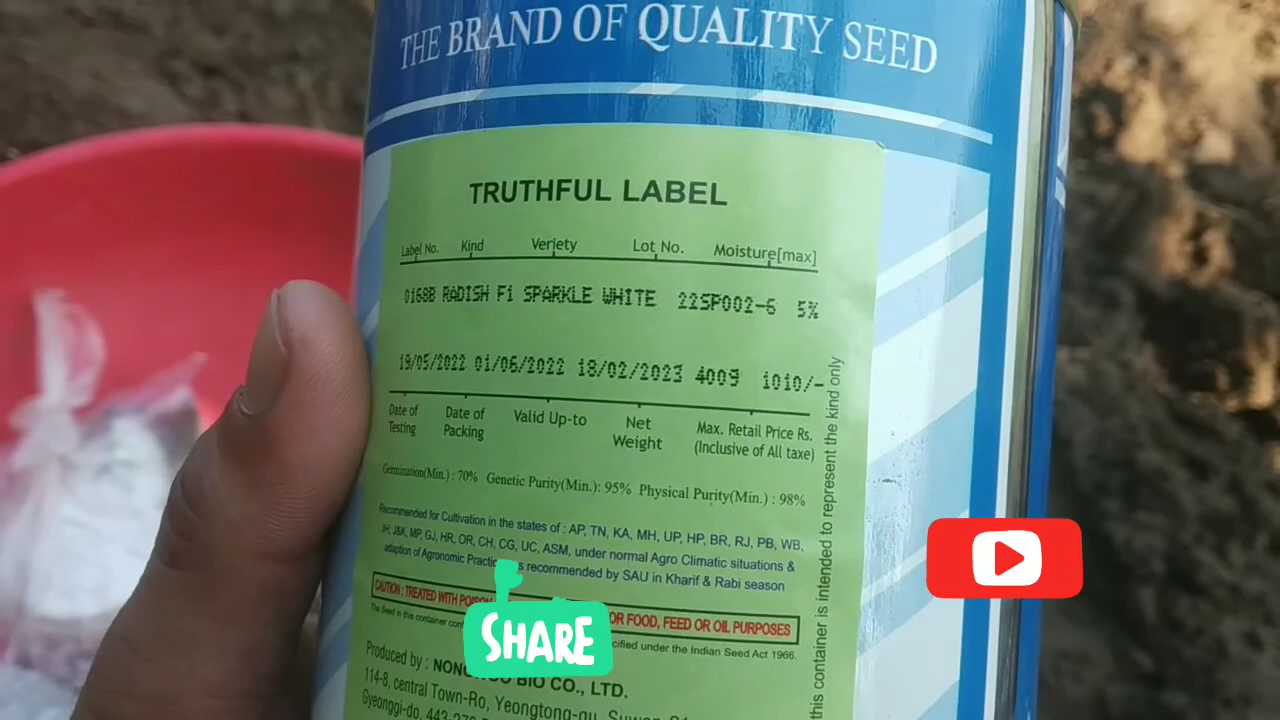 THE BRAND OF QUALITY SEED
TRUTHFUL LABEL
Label No. Kind Veriety Lot No. Moisture[max]
0168B RADISH F1 SPARKLE WHITE 22SP002-6 5%
19/05/2022 01/06/2022 18/02/2023 400g 1010/-
Date of Testing Date of Packing Valid Up-to Net Weight Max. Retail Price Rs. (Inclusive of All taxe)
Germination(Min.) : 70% Genetic Purity(Min.): 95% Physical Purity(Min.) : 98%
Recommended for Cultivation in the states of : AP, TN, KA, MH, UP, HP, BR, RJ, PB, WB,
JH, J&K, MP, GJ, HR, OR, CH, CG, UC, ASM, under normal Agro Climatic situations &
adaption of Agronomic recommended by SAU in Kharif & Rabi season
CAUTION : TREATED WITH OR FOOD, FEED OR OIL PURPOSES
The Seed in this container under the Indian Seed Act 1966.
Produced by : BIO CO., LTD.
114-8, central Town-Ro, Yeongtong-gu,
Gyeonggi-do,
this container is intended to represent the kind only
SHARE